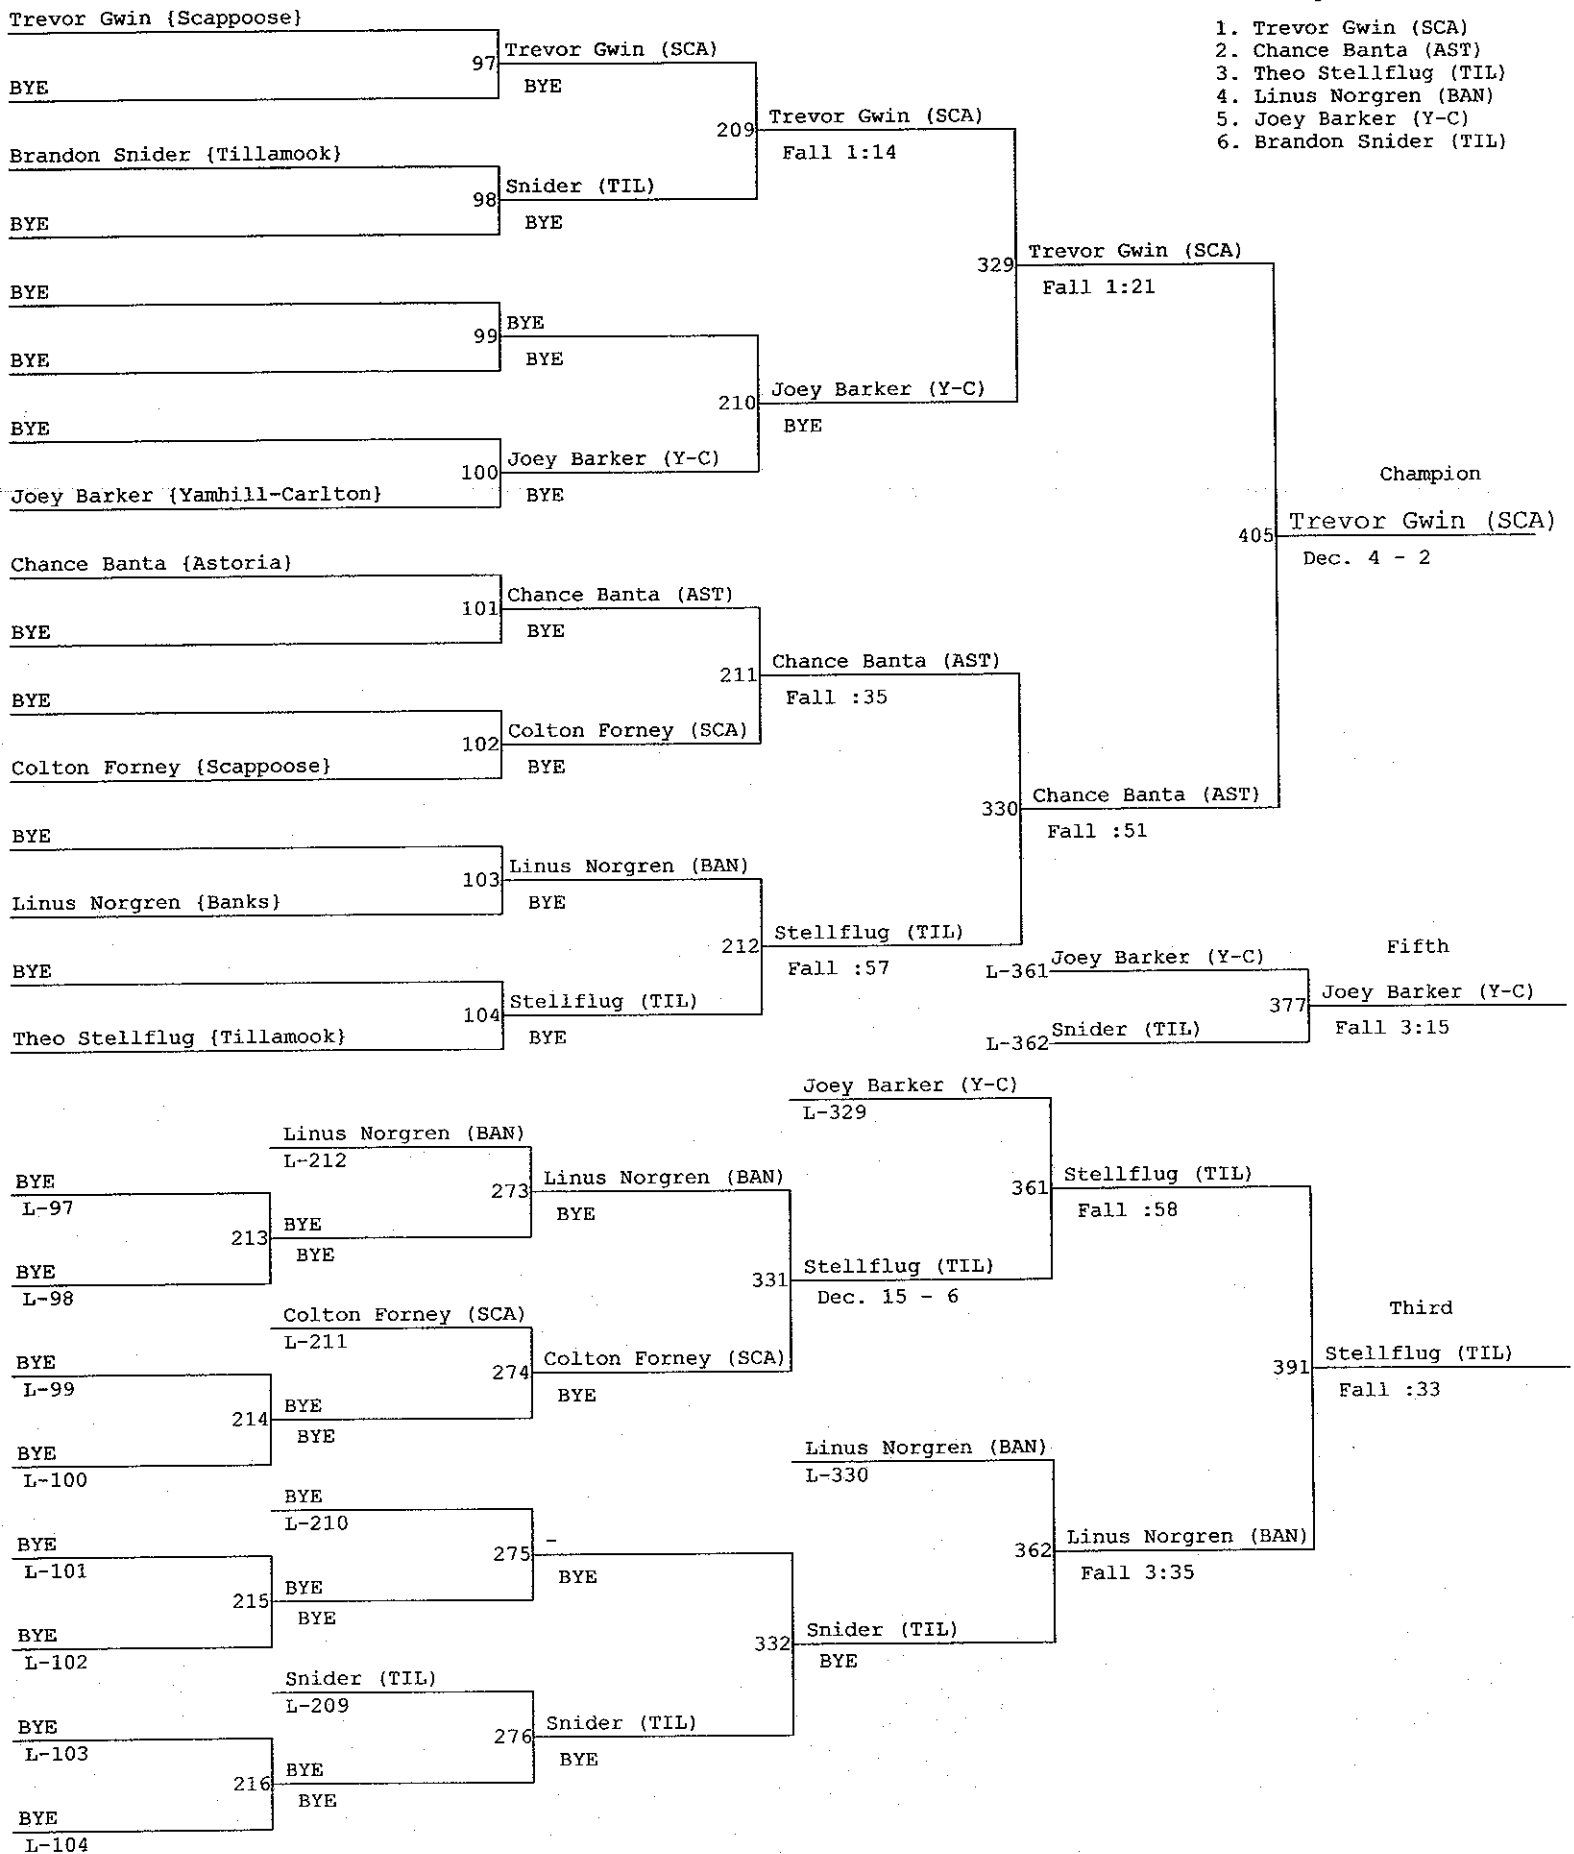 Trevor Gwin {Scappoose}
97
BYE
Trevor Gwin (SCA)
BYE
Brandon Snider {Tillamook}
98
BYE
Snider (TIL)
BYE
209
Trevor Gwin (SCA)
Fall 1:14
BYE
99
BYE
BYE
BYE
BYE
100
Joey Barker {Yamhill-Carlton}
Joey Barker (Y-C)
BYE
210
Joey Barker (Y-C)
BYE
329
Trevor Gwin (SCA)
Fall 1:21
1. Trevor Gwin (SCA)
2. Chance Banta (AST)
3. Theo Stellflug (TIL)
4. Linus Norgren (BAN)
5. Joey Barker (Y-C)
6. Brandon Snider (TIL)
Chance Banta {Astoria}
101
BYE
Chance Banta (AST)
BYE
BYE
102
Colton Forney {Scappoose}
Colton Forney (SCA)
BYE
211
Chance Banta (AST)
Fall :35
BYE
103
Linus Norgren {Banks}
Linus Norgren (BAN)
BYE
BYE
104
Theo Stellflug {Tillamook}
Stellflug (TIL)
BYE
212
Stellflug (TIL)
Fall :57
330
Chance Banta (AST)
Fall :51
Champion
405
Trevor Gwin (SCA)
Dec. 4 - 2
Fifth
L-361
Joey Barker (Y-C)
L-362
Snider (TIL)
377
Joey Barker (Y-C)
Fall 3:15
BYE
L-97
BYE
L-98
213
BYE
BYE
Linus Norgren (BAN)
L-212
273
Linus Norgren (BAN)
BYE
BYE
L-99
BYE
L-100
214
BYE
BYE
Colton Forney (SCA)
L-211
274
Colton Forney (SCA)
BYE
331
Stellflug (TIL)
Dec. 15 - 6
Joey Barker (Y-C)
L-329
361
Stellflug (TIL)
Fall :58
BYE
L-101
BYE
L-102
215
BYE
BYE
BYE
L-210
275
-
BYE
BYE
L-103
BYE
L-104
216
BYE
BYE
Snider (TIL)
L-209
276
Snider (TIL)
BYE
332
Snider (TIL)
BYE
Linus Norgren (BAN)
L-330
362
Linus Norgren (BAN)
Fall 3:35
Third
391
Stellflug (TIL)
Fall :33